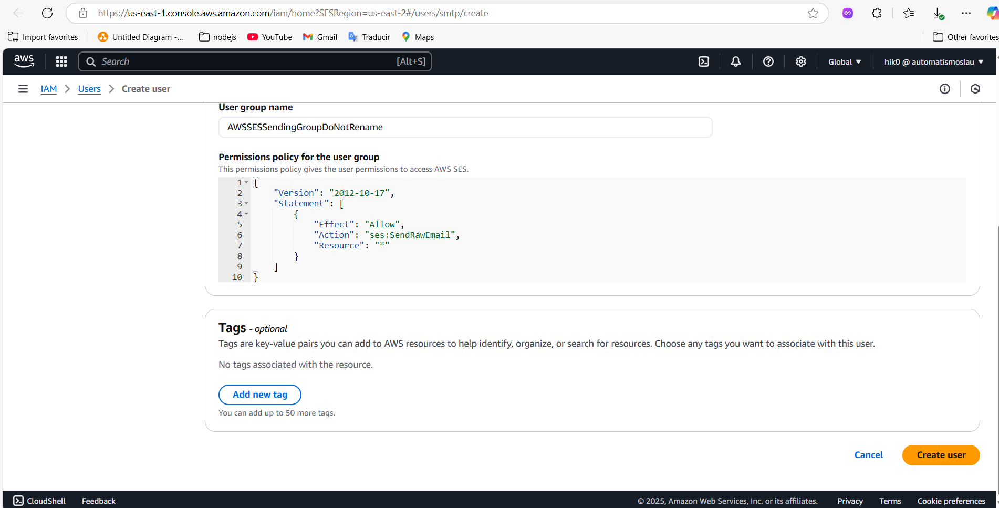 https://us-east-1.console.aws.amazon.com/iam/home?SESRegion=us-east-2#/users/smtp/create
Import favorites
Untitled Diagram -...
nodejs
YouTube
Gmail
Traducir
Maps
Other favorites
aws
Search
[Alt+S]
Global
hik0 @ automatismoslau
IAM
Users
Create user
User group name
AWSSESSendingGroupDoNotRename
Permissions policy for the user group
This permissions policy gives the user permissions to access AWS SES.
1 {
2 "Version": "2012-10-17",
3 "Statement": [
4 {
5 "Effect": "Allow",
6 "Action": "ses:SendRawEmail",
7 "Resource": "*"
8 }
9 ]
10 }
Tags - optional
Tags are key-value pairs you can add to AWS resources to help identify, organize, or search for resources. Choose any tags you want to associate with this user.
No tags associated with the resource.
Add new tag
You can add up to 50 more tags.
Cancel
Create user
CloudShell
Feedback
© 2025, Amazon Web Services, Inc. or its affiliates.
Privacy
Terms
Cookie preferences